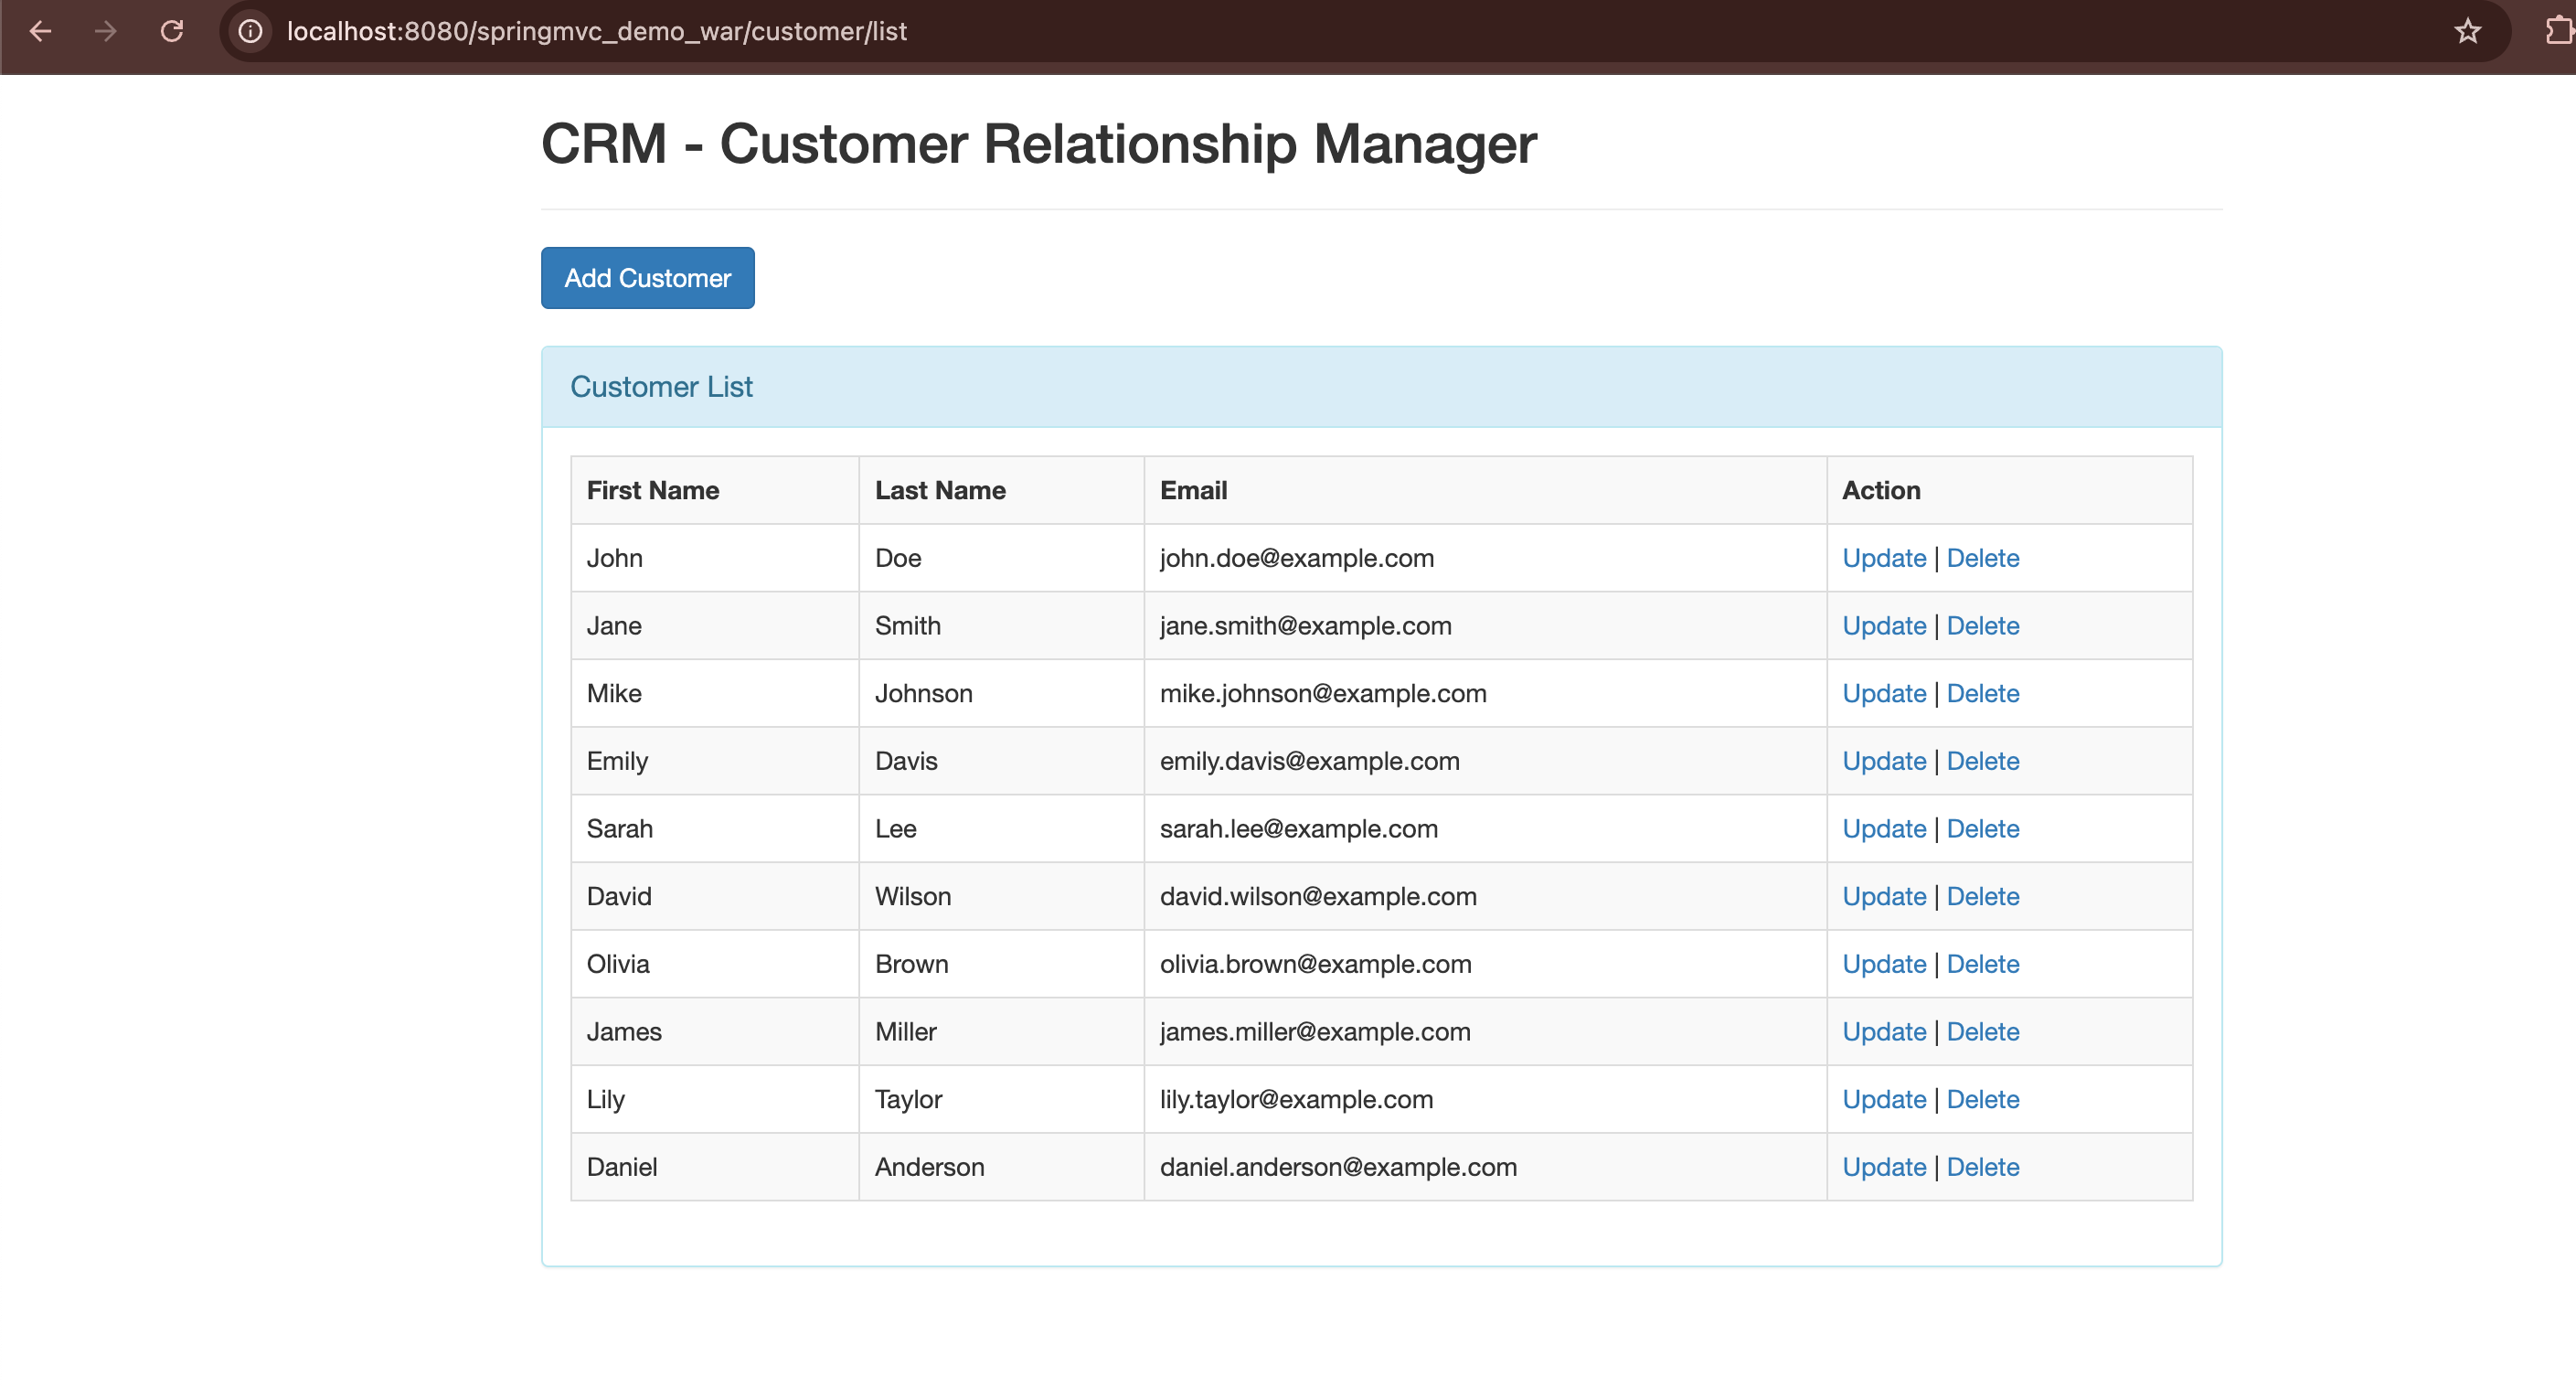 localhost:8080/springmvc_demo_war/customer/list
CRM - Customer Relationship Manager
Add Customer
Customer List
First Name Last Name Email Action
John Doe john.doe@example.com Update | Delete
Jane Smith jane.smith@example.com Update | Delete
Mike Johnson mike.johnson@example.com Update | Delete
Emily Davis emily.davis@example.com Update | Delete
Sarah Lee sarah.lee@example.com Update | Delete
David Wilson david.wilson@example.com Update | Delete
Olivia Brown olivia.brown@example.com Update | Delete
James Miller james.miller@example.com Update | Delete
Lily Taylor lily.taylor@example.com Update | Delete
Daniel Anderson daniel.anderson@example.com Update | Delete